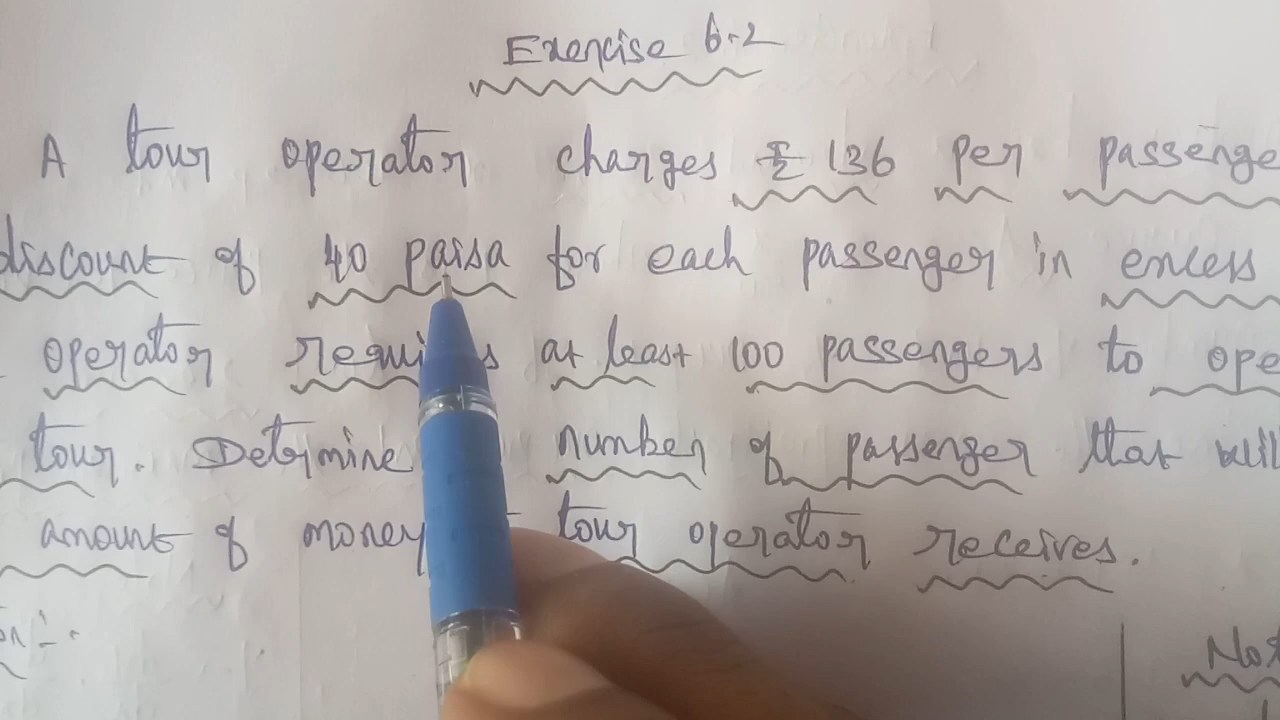 Exercise 6.2
A tour operator charges ₹ 136 per passenge
discount of 40 paisa for each passenger in excess
operator at least 100 passengers to ope
tour. Determine number of passenger that will
amount of money tour operator receives.